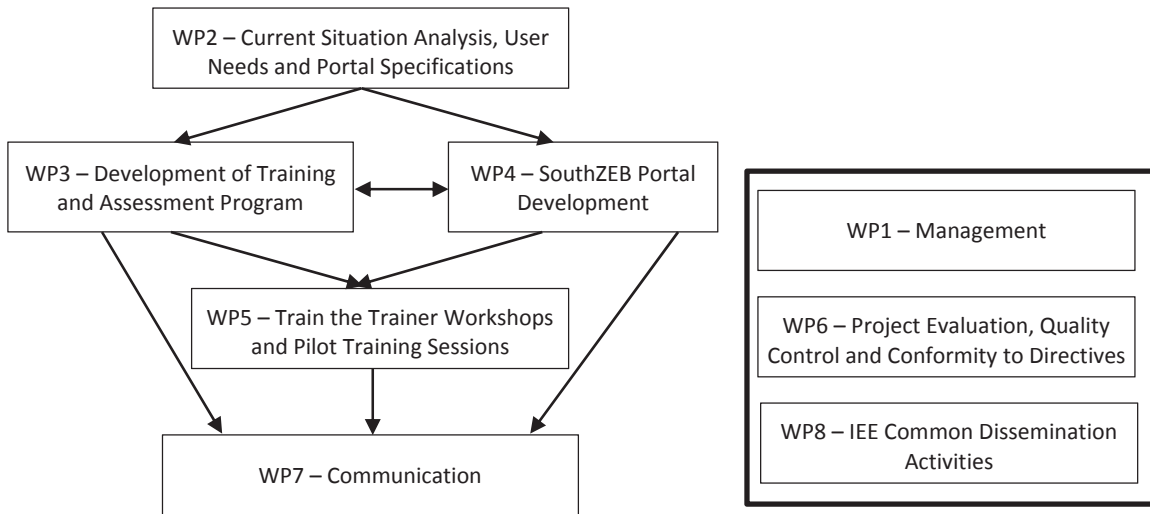 WP2 – Current Situation Analysis, User
Needs and Portal Specifications
WP3 – Development of Training
and Assessment Program
WP4 – SouthZEB Portal
Development
WP5 – Train the Trainer Workshops
and Pilot Training Sessions
WP7 – Communication
WP1 – Management
WP6 – Project Evaluation, Quality
Control and Conformity to Directives
WP8 – IEE Common Dissemination
Activities